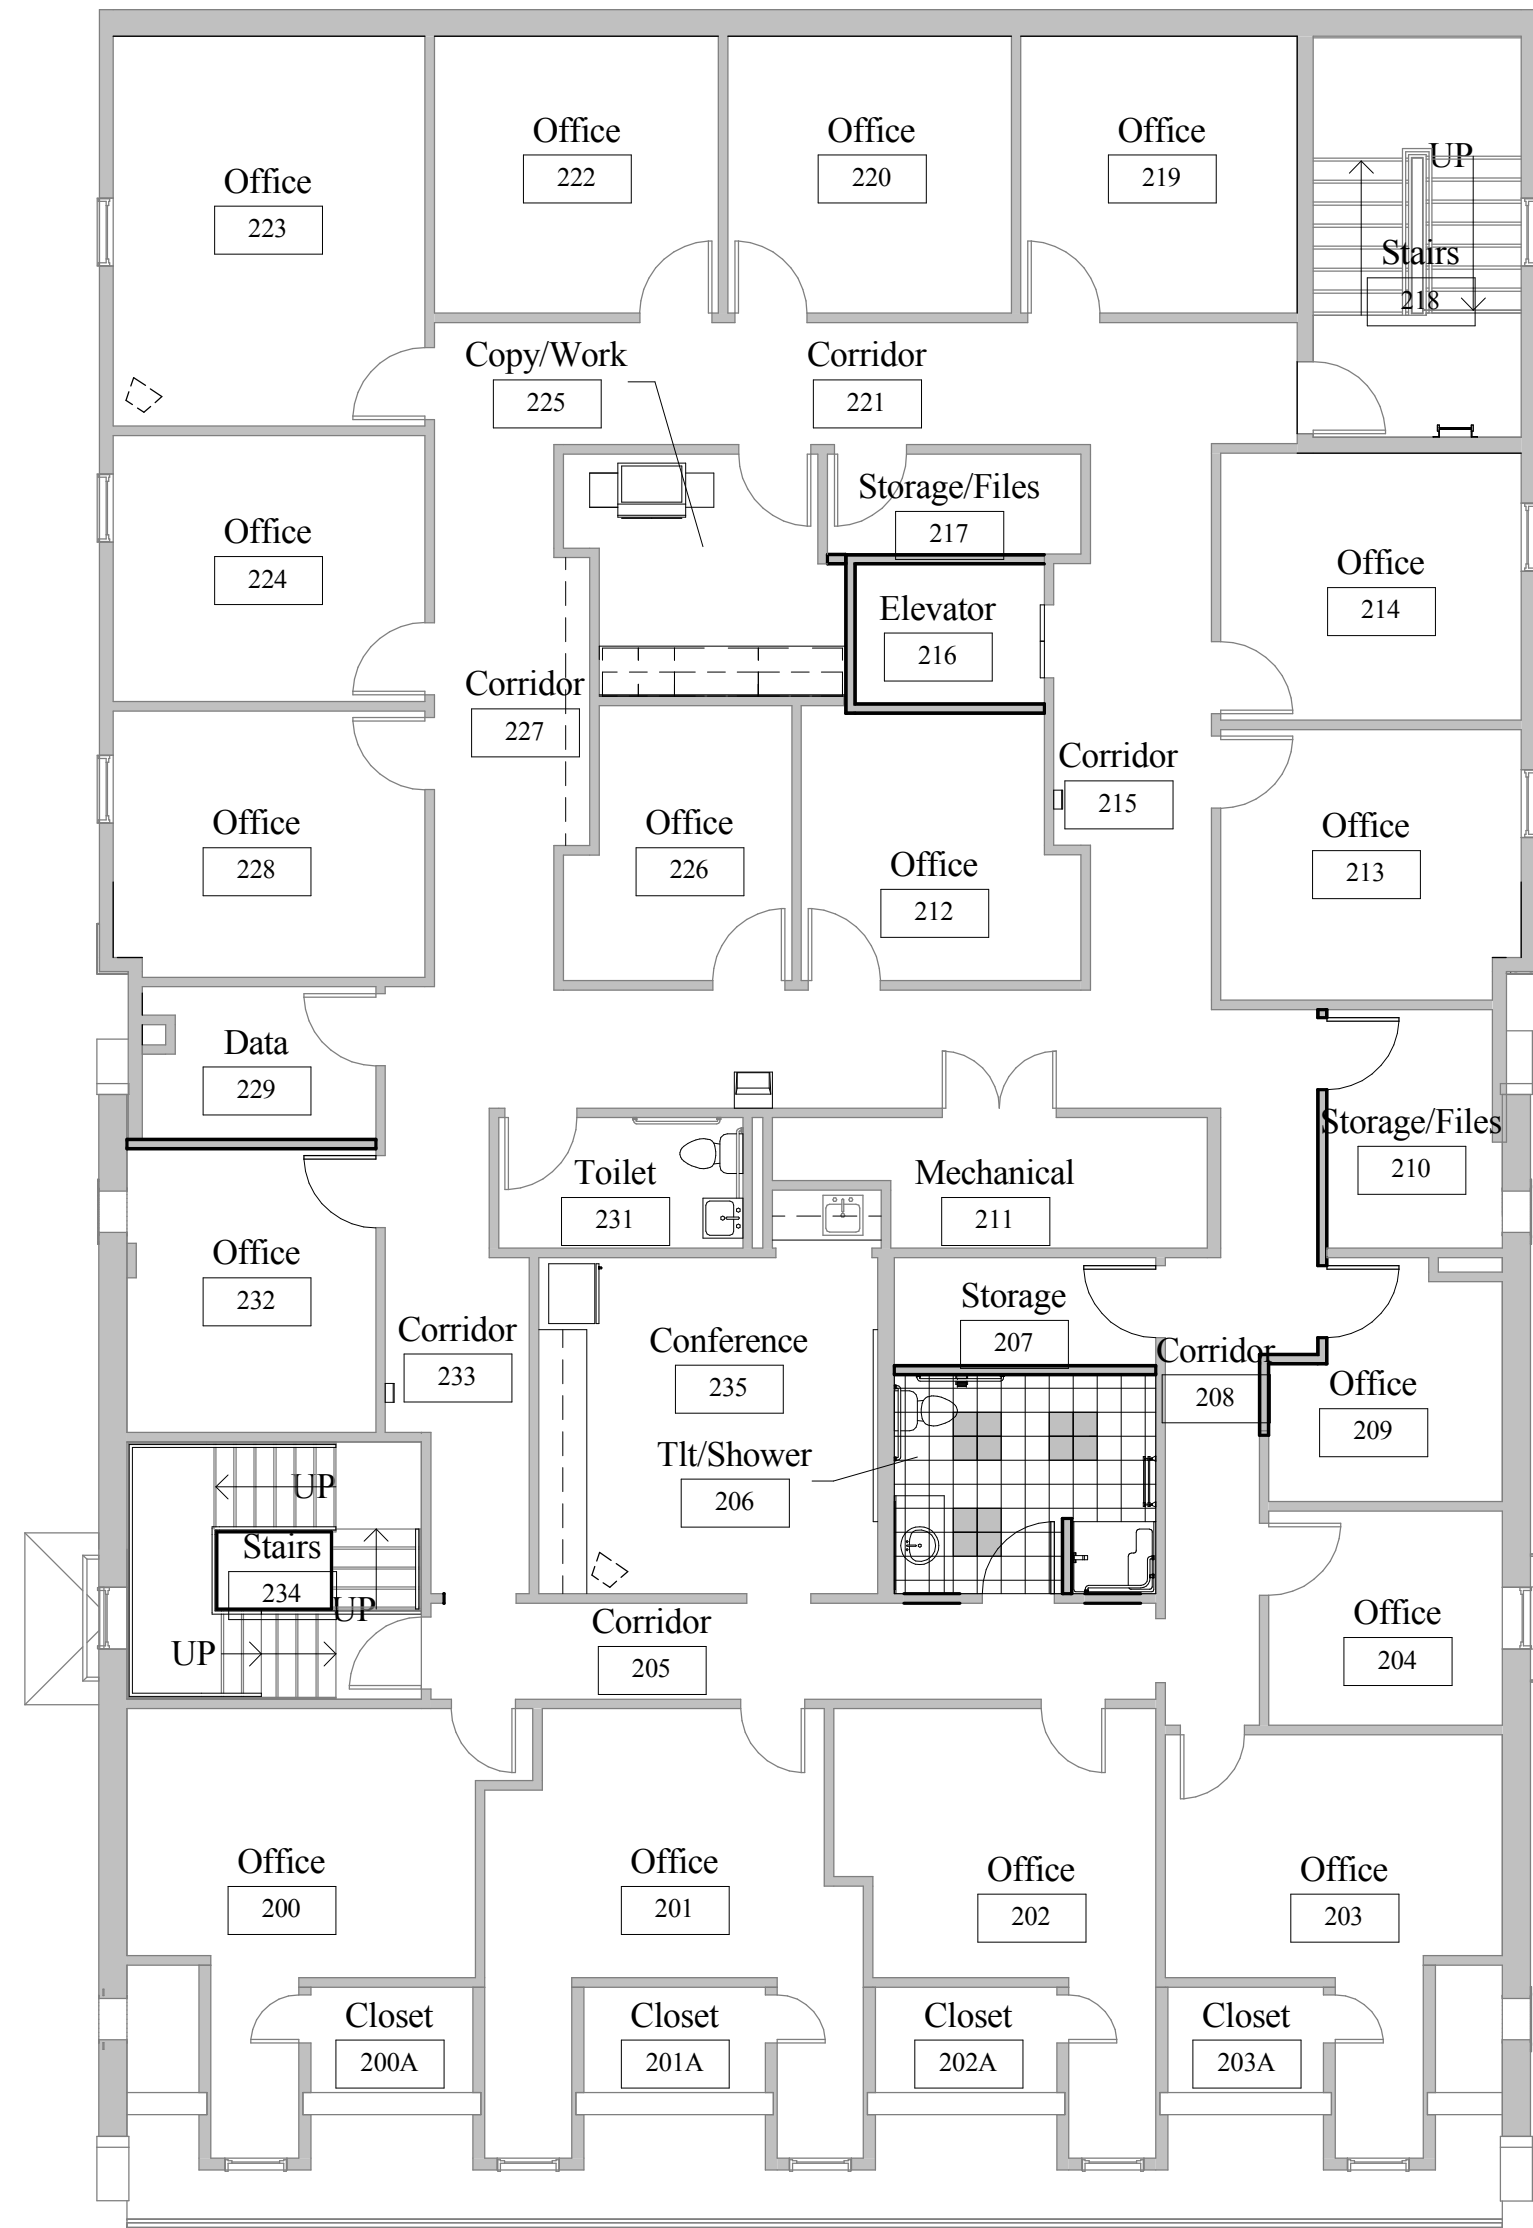 Office
222
Office
220
Office
219
UP
Office
223
Stairs
218
Copy/Work
225
Corridor
221
Storage/Files
217
Office
224
Office
214
Elevator
216
Corridor
227
Corridor
215
Office
228
Office
226
Office
212
Office
213
Data
229
Storage/Files
210
Toilet
231
Mechanical
211
Office
232
Storage
207
Corridor
233
Conference
235
Corridor
208
Office
209
Tlt/Shower
206
UP
Stairs
234
UP
UP
Corridor
205
Office
204
Office
200
Office
201
Office
202
Office
203
Closet
200A
Closet
201A
Closet
202A
Closet
203A